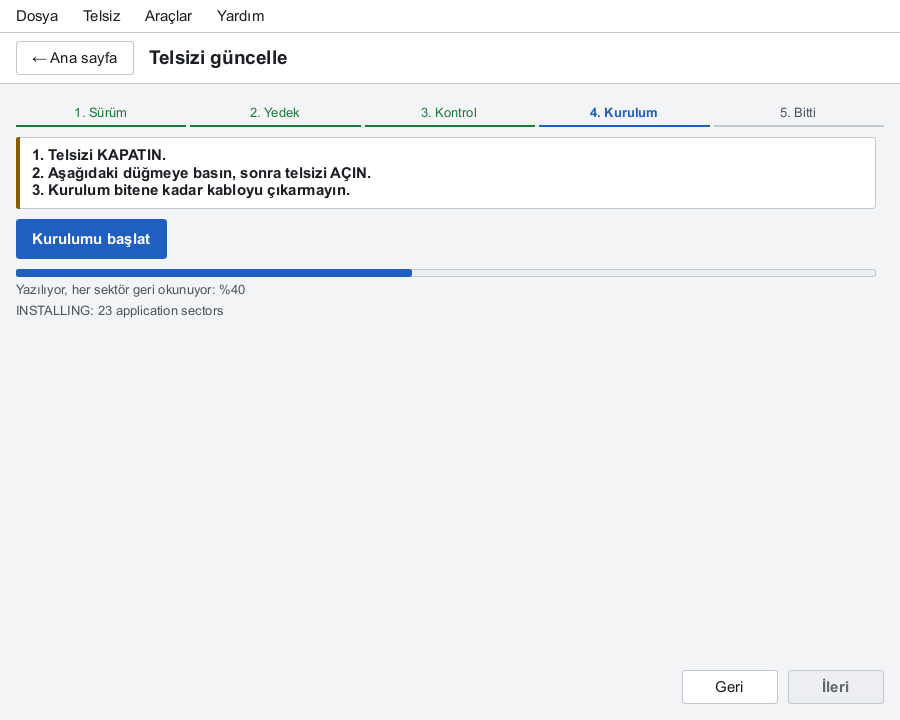 Dosya Telsiz Araçlar Yardım
← Ana sayfa Telsizi güncelle
1. Sürüm 2. Yedek 3. Kontrol 4. Kurulum 5. Bitti
1. Telsizi KAPATIN.
2. Aşağıdaki düğmeye basın, sonra telsizi AÇIN.
3. Kurulum bitene kadar kabloyu çıkarmayın.
Kurulumu başlat
Yazılıyor, her sektör geri okunuyor: %40
INSTALLING: 23 application sectors
Geri İleri